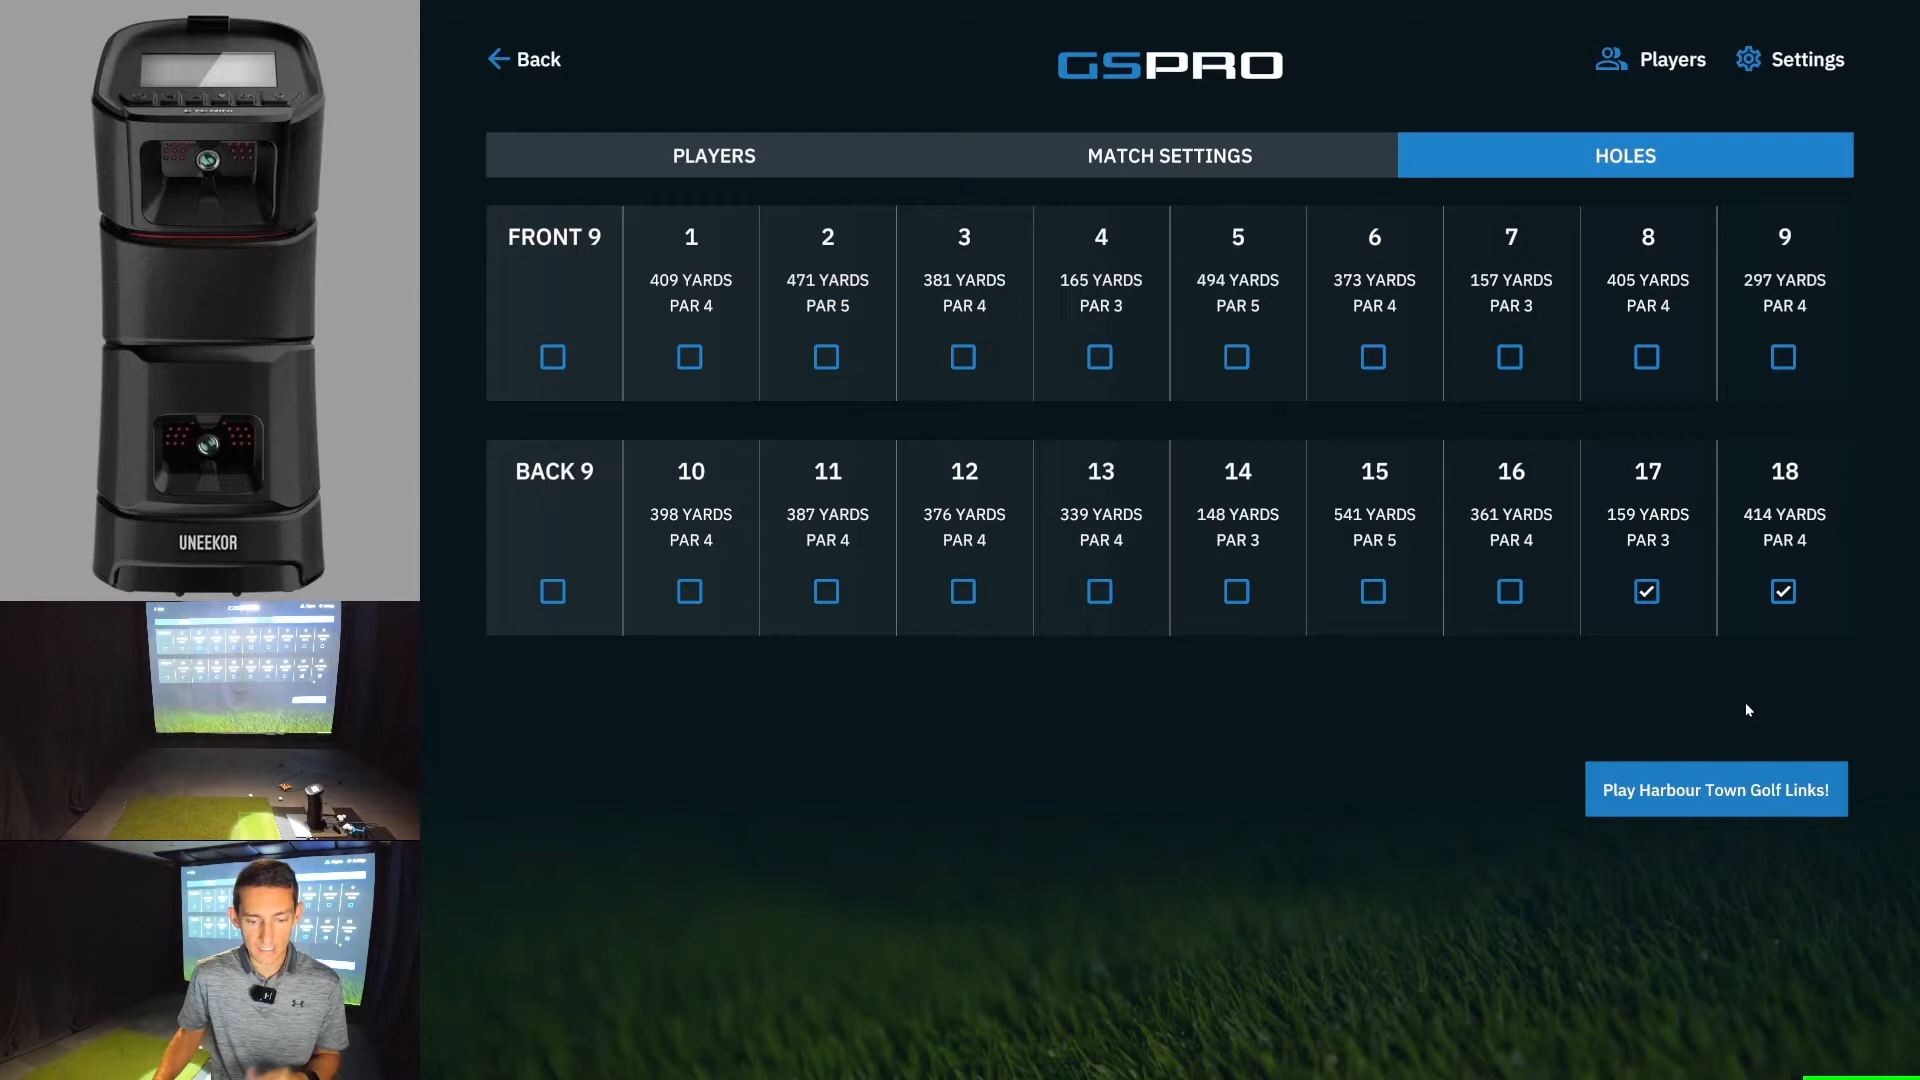 Back
GSPRO
Players
Settings
PLAYERS
MATCH SETTINGS
HOLES
FRONT 9
1
409 YARDS
PAR 4
2
471 YARDS
PAR 5
3
381 YARDS
PAR 4
4
165 YARDS
PAR 3
5
494 YARDS
PAR 5
6
373 YARDS
PAR 4
7
157 YARDS
PAR 3
8
405 YARDS
PAR 4
9
297 YARDS
PAR 4
BACK 9
10
398 YARDS
PAR 4
11
387 YARDS
PAR 4
12
376 YARDS
PAR 4
13
339 YARDS
PAR 4
14
148 YARDS
PAR 3
15
541 YARDS
PAR 5
16
361 YARDS
PAR 4
17
159 YARDS
PAR 3
18
414 YARDS
PAR 4
Play Harbour Town Golf Links!
UNEEKOR